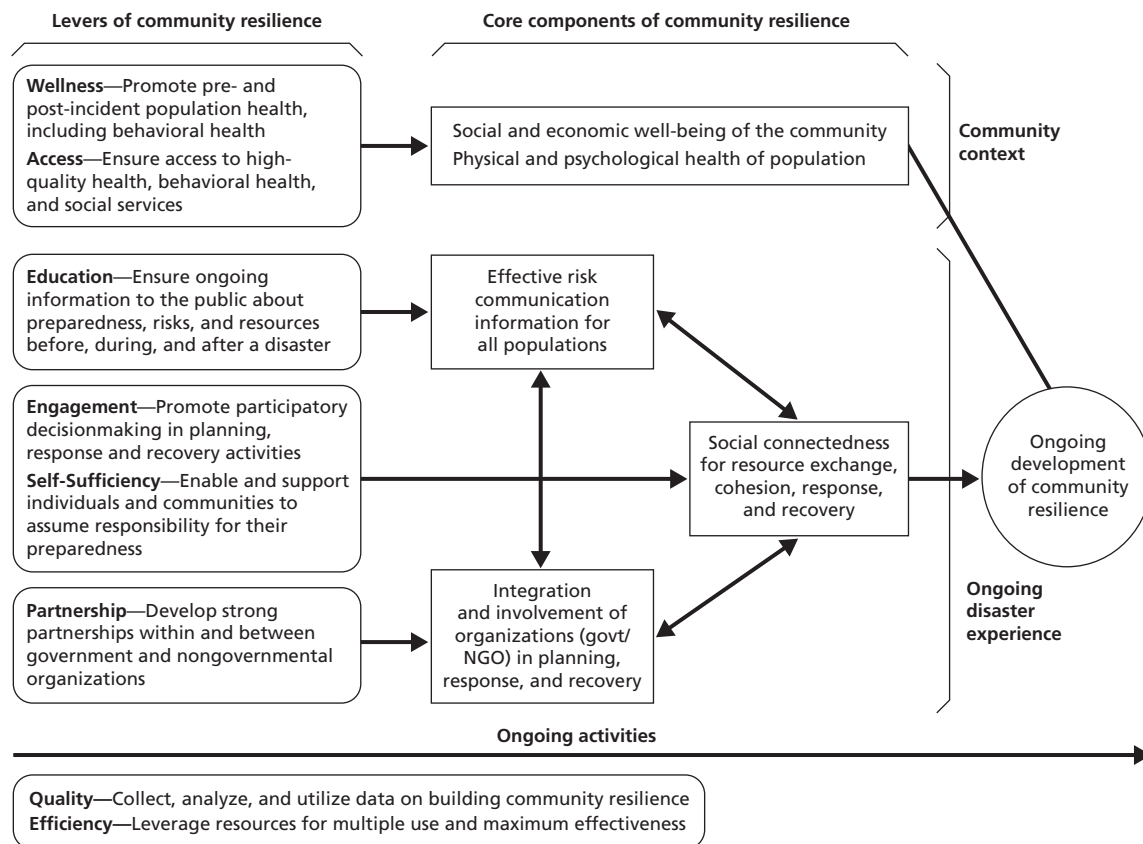 Levers of community resilience
Core components of community resilience
Wellness—Promote pre- and
post-incident population health,
including behavioral health
Access—Ensure access to high-
quality health, behavioral health,
and social services
Social and economic well-being of the community
Physical and psychological health of population
Community
context
Education—Ensure ongoing
information to the public about
preparedness, risks, and resources
before, during, and after a disaster
Effective risk
communication
information for
all populations
Engagement—Promote participatory
decisionmaking in planning,
response and recovery activities
Self-Sufficiency—Enable and support
individuals and communities to
assume responsibility for their
preparedness
Social connectedness
for resource exchange,
cohesion, response,
and recovery
Ongoing
development
of community
resilience
Partnership—Develop strong
partnerships within and between
government and nongovernmental
organizations
Integration
and involvement of
organizations (govt/
NGO) in planning,
response, and recovery
Ongoing
disaster
experience
Ongoing activities
Quality—Collect, analyze, and utilize data on building community resilience
Efficiency—Leverage resources for multiple use and maximum effectiveness